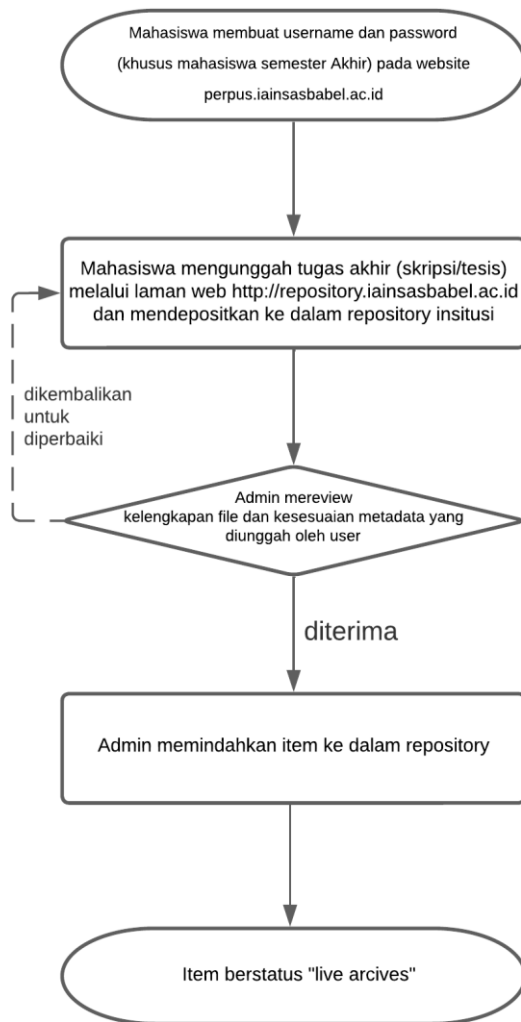 Mahasiswa membuat username dan password
(khusus mahasiswa semester Akhir) pada website
perpus.iainsasbabel.ac.id
Mahasiswa mengunggah tugas akhir (skripsi/tesis)
melalui laman web http://repository.iainsasbabel.ac.id
dan mendepositkan ke dalam repository insitusi
dikembalikan
untuk
diperbaiki
Admin mereview
kelengkapan file dan kesesuaian metadata yang
diunggah oleh user
diterima
Admin memindahkan item ke dalam repository
Item berstatus "live arcives"